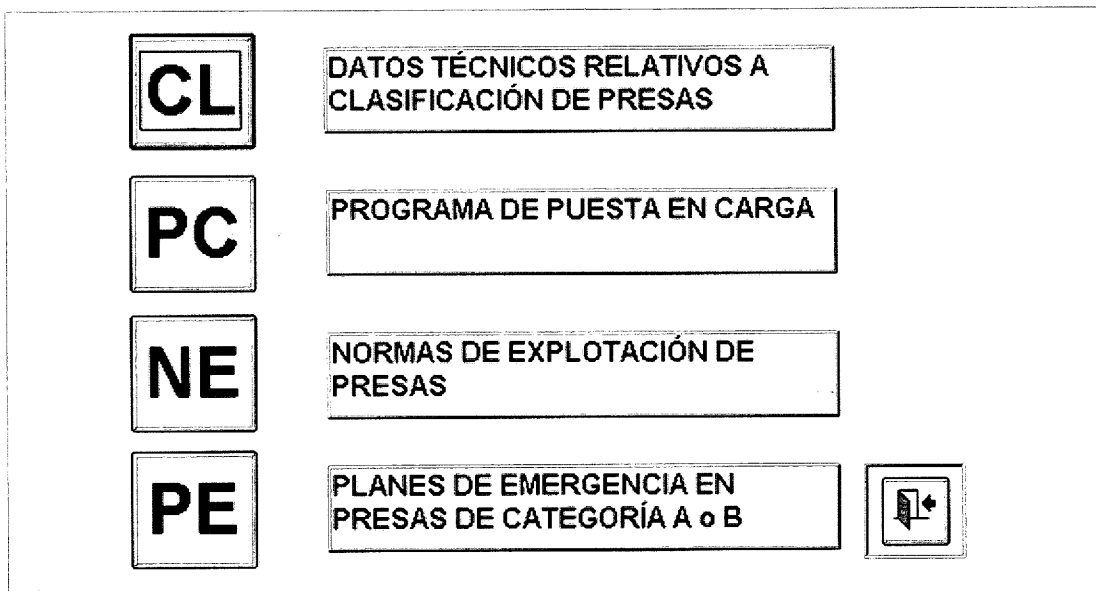 CL
DATOS TÉCNICOS RELATIVOS A
CLASIFICACIÓN DE PRESAS
PC
PROGRAMA DE PUESTA EN CARGA
NE
NORMAS DE EXPLOTACIÓN DE
PRESAS
PE
PLANES DE EMERGENCIA EN
PRESAS DE CATEGORÍA A o B